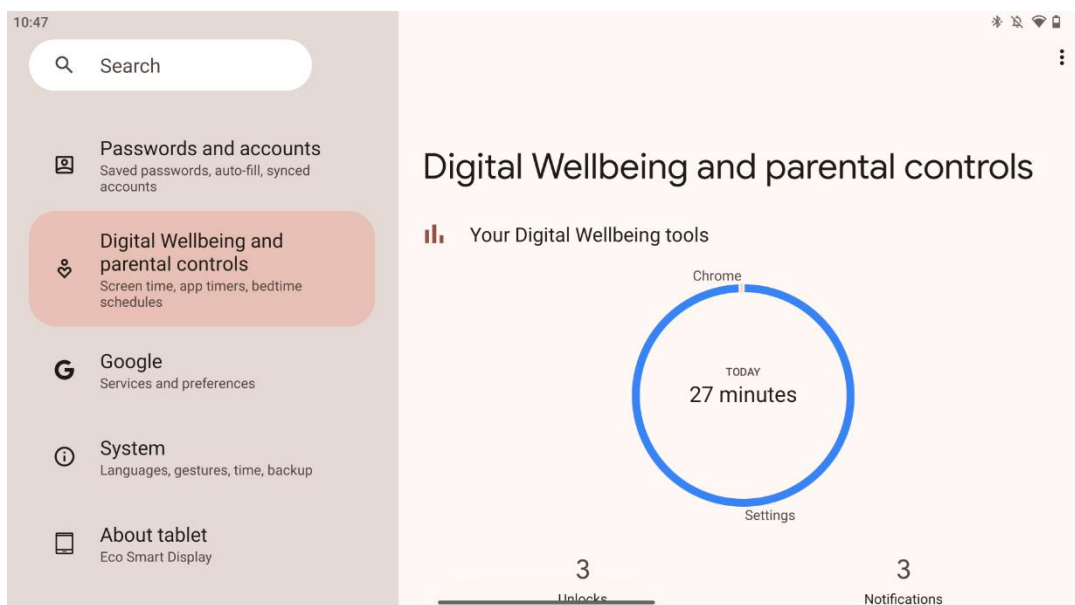 10:47
Search
Passwords and accounts
Saved passwords, auto-fill, synced
accounts
Digital Wellbeing and
parental controls
Screen time, app timers, bedtime
schedules
Google
Services and preferences
System
Languages, gestures, time, backup
About tablet
Eco Smart Display
Digital Wellbeing and parental controls
Your Digital Wellbeing tools
Chrome
TODAY
27 minutes
Settings
3
Unlocks
3
Notifications